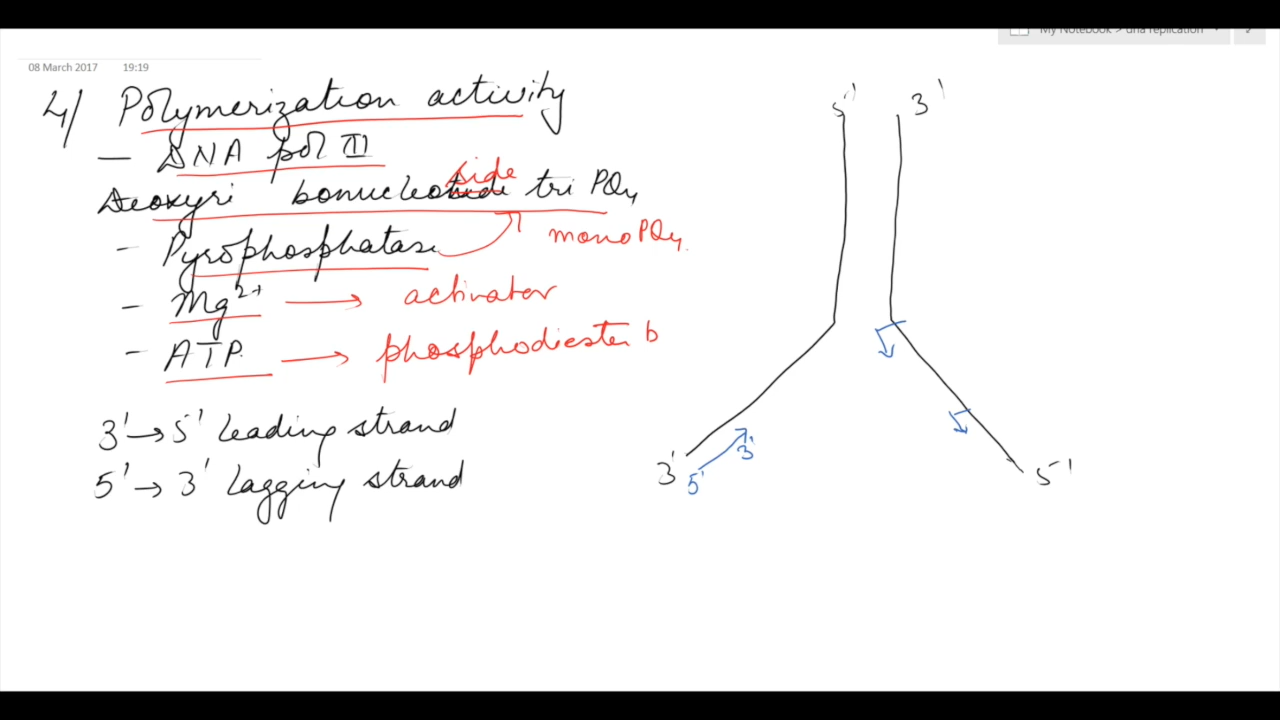 My Notebook > dna replication
08 March 2017 19:19
4/ Polymerization activity
— DNA pol III
Deoxyri bonucleo side tri PO4
- Pyrophosphatase monoPO4.
- Mg2+ → activator
- ATP. → phosphodiester b
3' → 5' Leading strand
5' → 3' Lagging strand
5' 3'
3' 5' 3' 5'